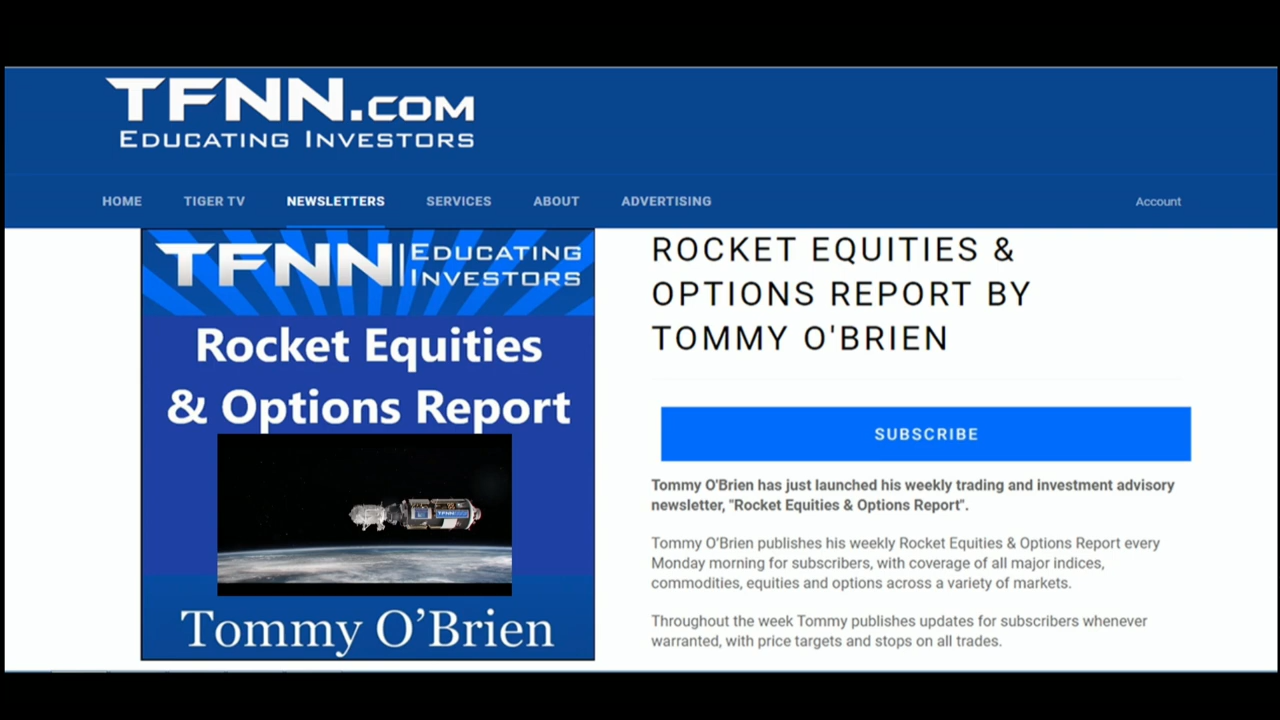 TFNN.COM
EDUCATING INVESTORS
HOME TIGER TV NEWSLETTERS SERVICES ABOUT ADVERTISING Account
TFNN EDUCATING
INVESTORS
Rocket Equities
& Options Report
TFNN
Tommy O’Brien
ROCKET EQUITIES &
OPTIONS REPORT BY
TOMMY O'BRIEN
SUBSCRIBE
Tommy O'Brien has just launched his weekly trading and investment advisory
newsletter, "Rocket Equities & Options Report".
Tommy O’Brien publishes his weekly Rocket Equities & Options Report every
Monday morning for subscribers, with coverage of all major indices,
commodities, equities and options across a variety of markets.
Throughout the week Tommy publishes updates for subscribers whenever
warranted, with price targets and stops on all trades.